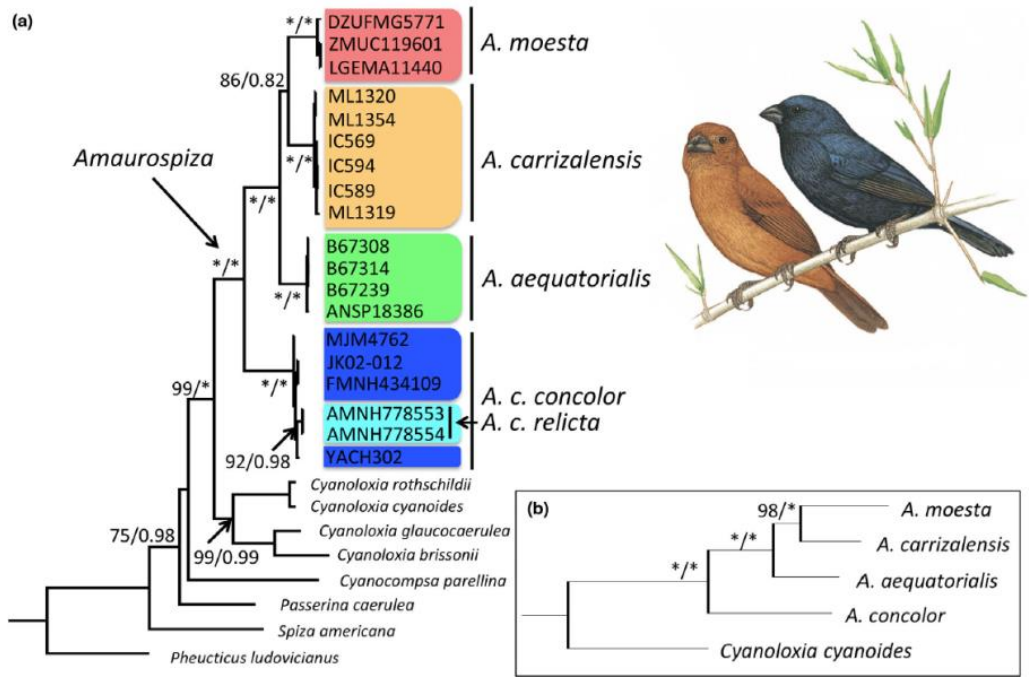 (a)
DZUFMG5771
ZMUC119601
LGEMA11440
A. moesta
*/*
86/0.82
ML1320
ML1354
IC569
IC594
IC589
ML1319
A. carrizalensis
*/*
Amaurospiza
*/*
*/*
B67308
B67314
B67239
ANSP18386
A. aequatorialis
*/*
MJM4762
JK02-012
FMNH434109
*/*
99/*
A. c. concolor
AMNH778553
AMNH778554
A. c. relicta
YACH302
92/0.98
Cyanoloxia rothschildii
Cyanoloxia cyanoides
Cyanoloxia glaucocaerulea
Cyanoloxia brissonii
99/0.99
75/0.98
Cyanocompsa parellina
Passerina caerulea
Spiza americana
Pheucticus ludovicianus
(b)
98/*
A. moesta
*/*
A. carrizalensis
*/*
A. aequatorialis
A. concolor
Cyanoloxia cyanoides